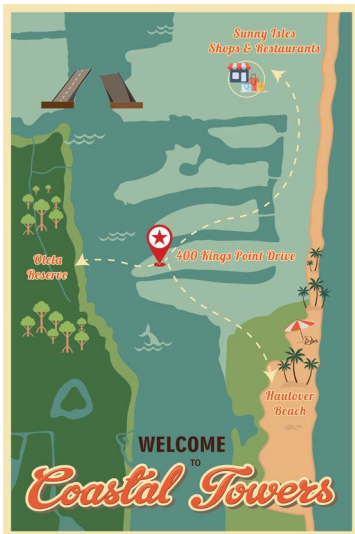 Sunny Isles
Shops & Restaurants
400 Kings Point Drive
Oleta
Reserve
Haulover
Beach
WELCOME
TO
Coastal Towers